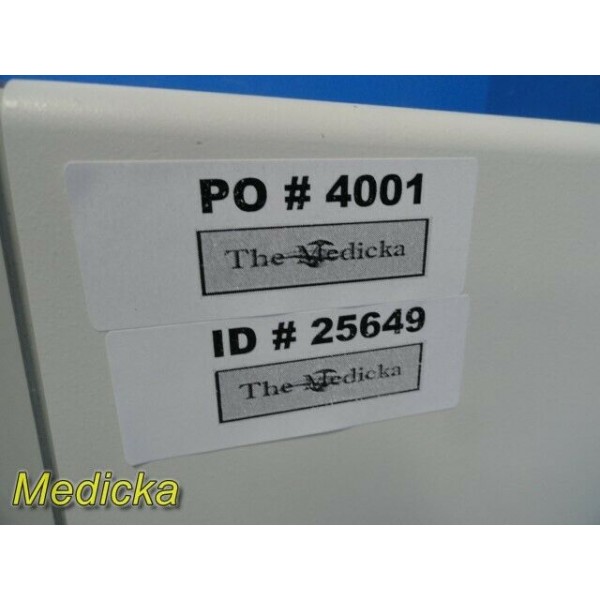 PO # 4001
The Medicka
ID # 25649
The Medicka
Medicka